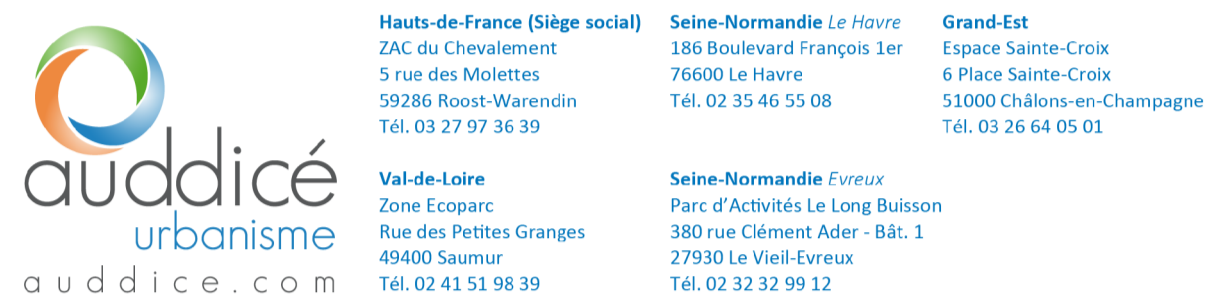 auddicé
urbanisme
auddice.com
Hauts-de-France (Siège social)
ZAC du Chevalement
5 rue des Molettes
59286 Roost-Warendin
Tél. 03 27 97 36 39
Seine-Normandie Le Havre
186 Boulevard François 1er
76600 Le Havre
Tél. 02 35 46 55 08
Grand-Est
Espace Sainte-Croix
6 Place Sainte-Croix
51000 Châlons-en-Champagne
Tél. 03 26 64 05 01
Val-de-Loire
Zone Ecoparc
Rue des Petites Granges
49400 Saumur
Tél. 02 41 51 98 39
Seine-Normandie Evreux
Parc d'Activités Le Long Buisson
380 rue Clément Ader - Bât. 1
27930 Le Vieil-Evreux
Tél. 02 32 32 99 12